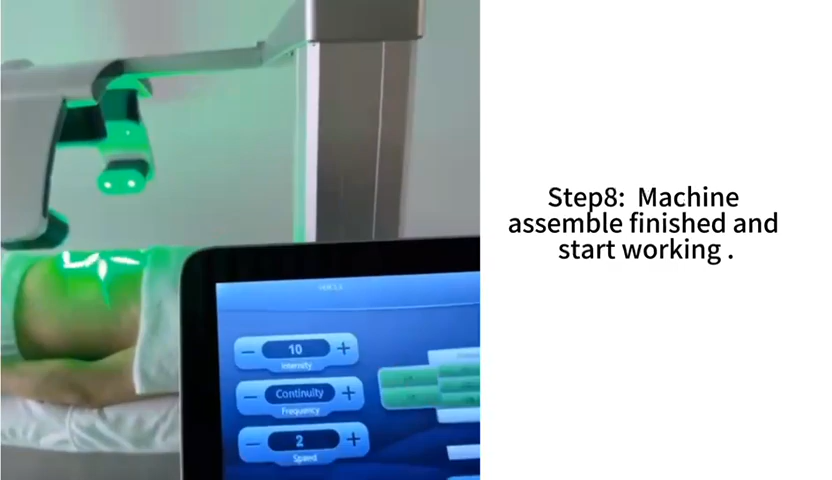 Step8: Machine
assemble finished and
start working .
10
Intensity
Continuity
Frequency
2
Speed